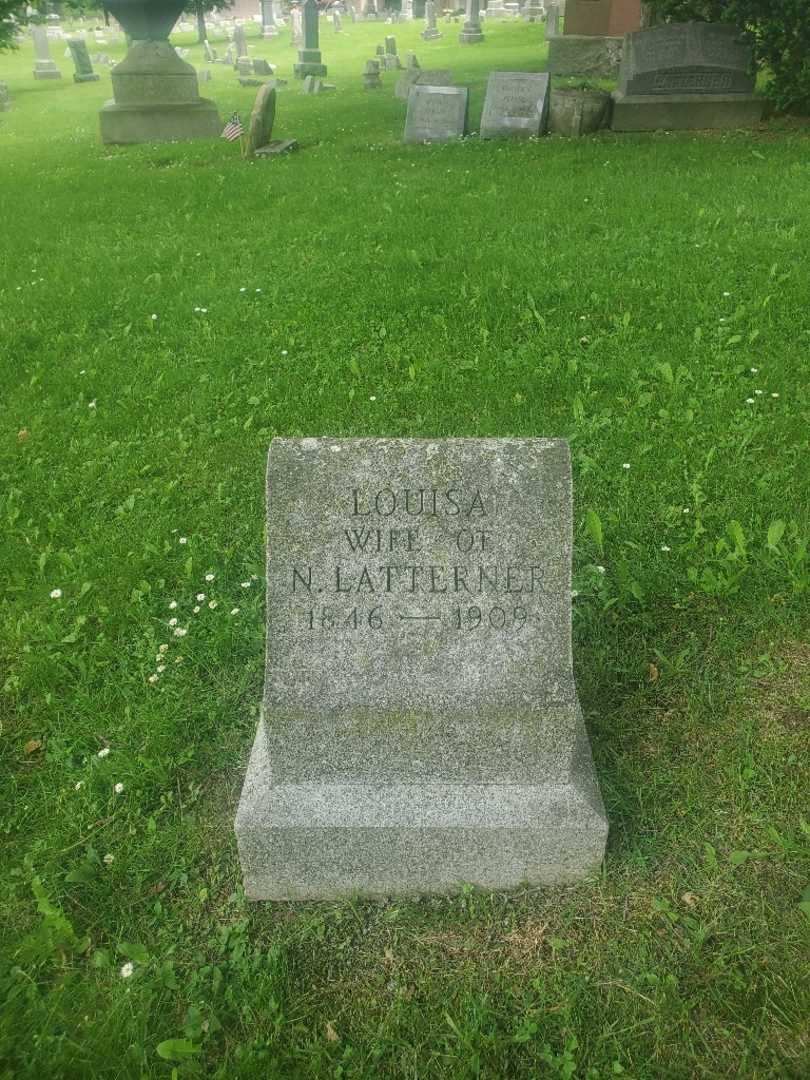 LOUISA
WIFE OF
N. LATTERNER
1846 — 1909